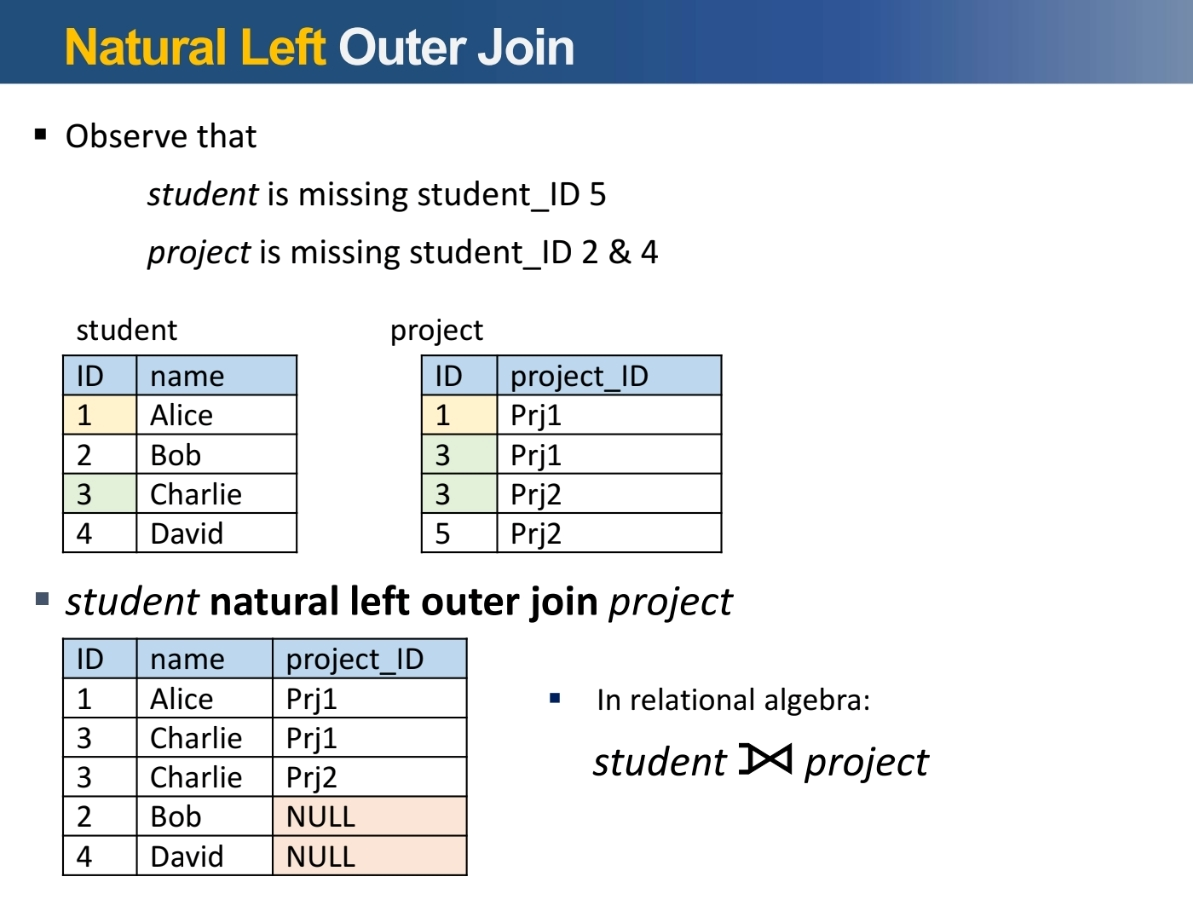 Natural Left Outer Join
▪ Observe that
student is missing student_ID 5
project is missing student_ID 2 & 4
student
ID name
1 Alice
2 Bob
3 Charlie
4 David
project
ID project_ID
1 Prj1
3 Prj1
3 Prj2
5 Prj2
▪ student natural left outer join project
ID name project_ID
1 Alice Prj1
3 Charlie Prj1
3 Charlie Prj2
2 Bob NULL
4 David NULL
▪ In relational algebra:
student ⟕ project